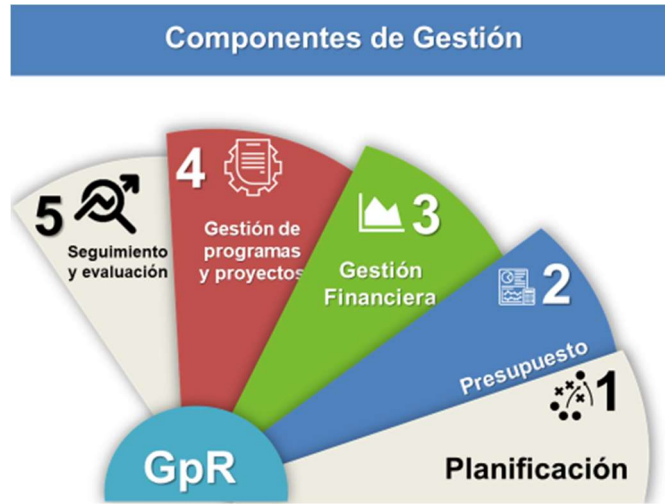 Componentes de Gestión
5
Seguimiento
y evaluación
4
Gestión de
programas
y proyectos
3
Gestión
Financiera
2
Presupuesto
1
Planificación
GpR